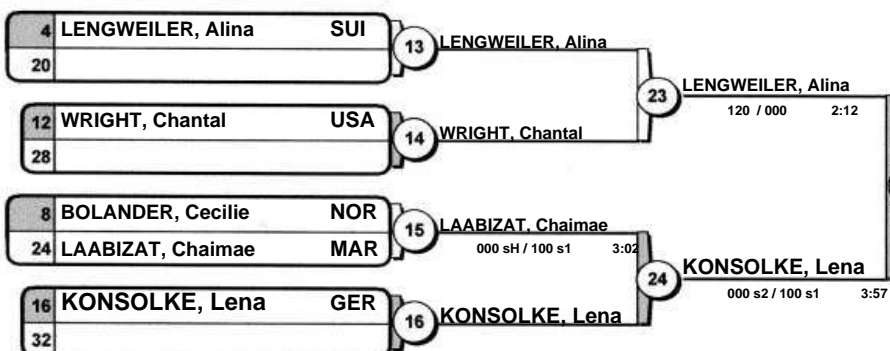 4 LENGWEILER, Alina SUI
20
13 LENGWEILER, Alina
12 WRIGHT, Chantal USA
28
14 WRIGHT, Chantal
23 LENGWEILER, Alina
120 / 000 2:12
8 BOLANDER, Cecilie NOR
24 LAABIZAT, Chaimae MAR
15 LAABIZAT, Chaimae
000 sH / 100 s1 3:02
16 KONSOLKE, Lena GER
32
16 KONSOLKE, Lena
24 KONSOLKE, Lena
000 s2 / 100 s1 3:57